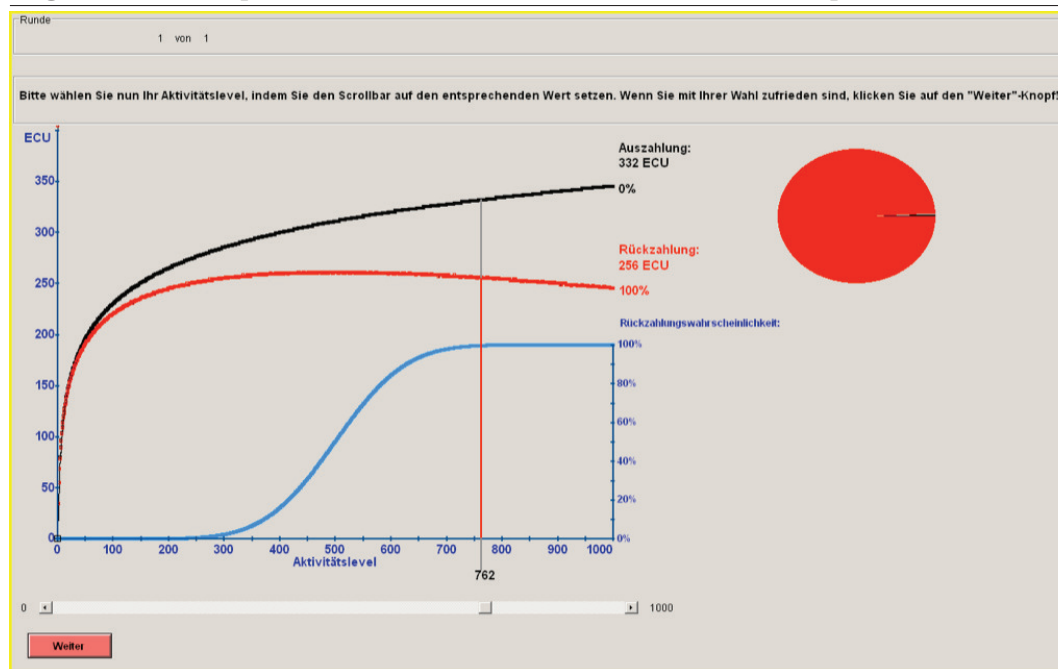 Runde
1 von 1
Bitte wählen Sie nun Ihr Aktivitätslevel, indem Sie den Scrollbar auf den entsprechenden Wert setzen. Wenn Sie mit Ihrer Wahl zufrieden sind, klicken Sie auf den "Weiter"-Knopf
ECU
350
300
250
200
150
100
50
0
Auszahlung:
332 ECU
0%
Rückzahlung:
256 ECU
100%
Rückzahlungswahrscheinlichkeit:
100%
80%
60%
40%
20%
0%
0 100 200 300 400 500 600 700 800 900 1000
Aktivitätslevel
762
0 1000
Weiter